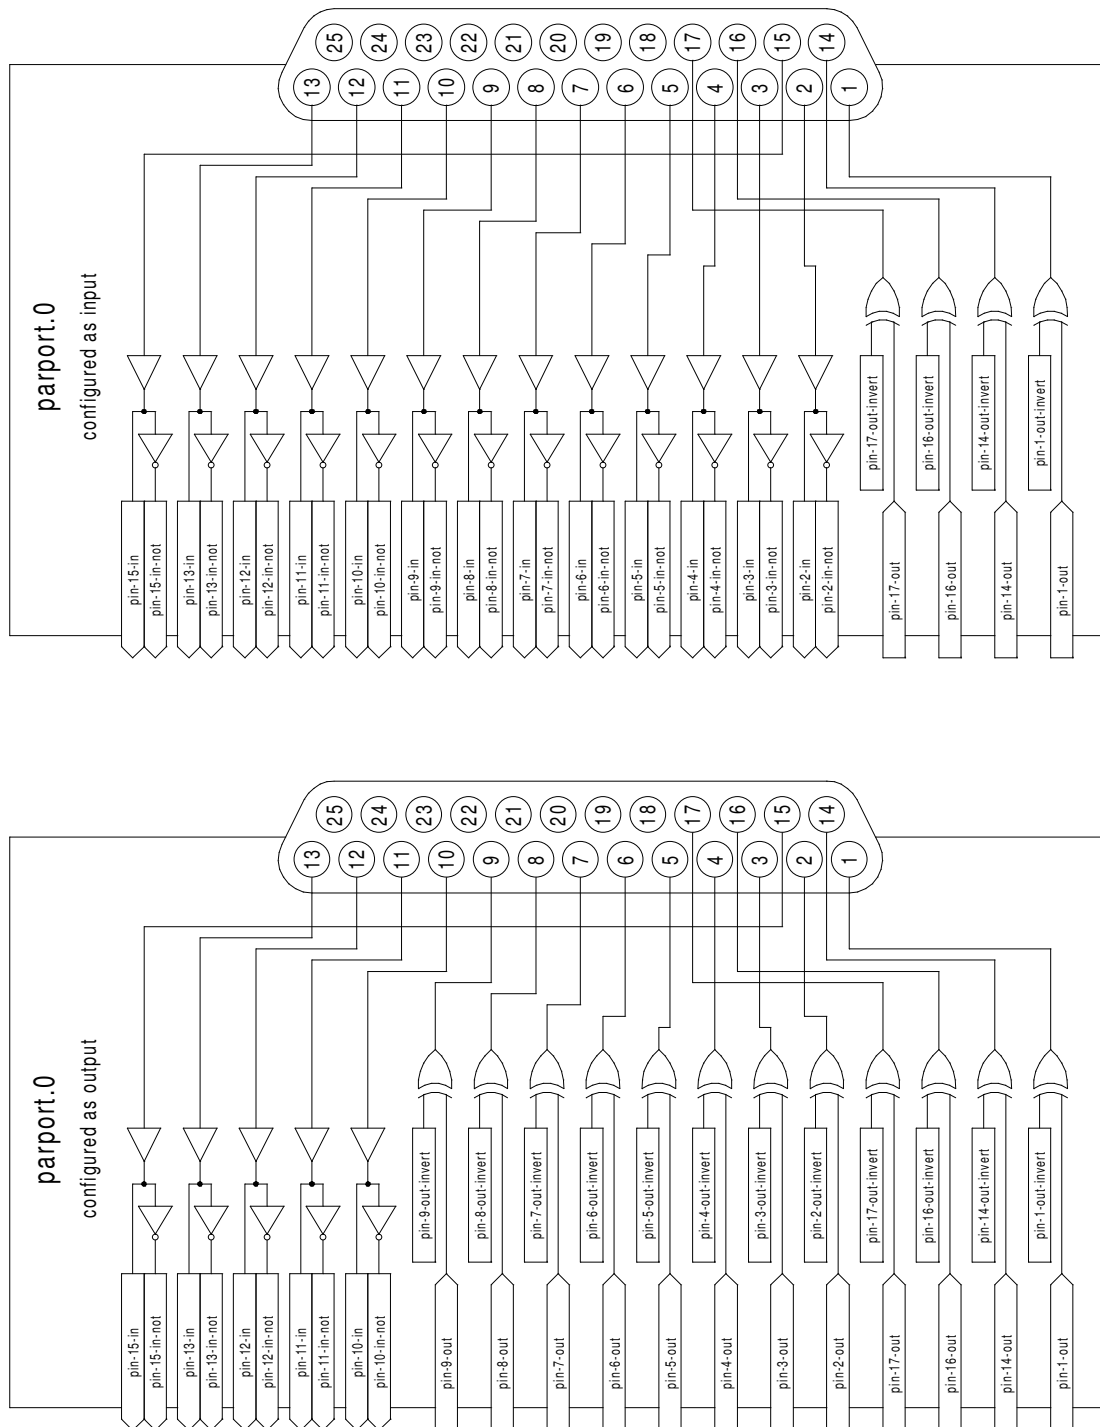 parport.0
configured as input
25
24
23
22
21
20
19
18
17
16
15
14
13
12
11
10
9
8
7
6
5
4
3
2
1
pin-17-out-invert
pin-16-out-invert
pin-14-out-invert
pin-1-out-invert
pin-15-in
pin-15-in-not
pin-13-in
pin-13-in-not
pin-12-in
pin-12-in-not
pin-11-in
pin-11-in-not
pin-10-in
pin-10-in-not
pin-9-in
pin-9-in-not
pin-8-in
pin-8-in-not
pin-7-in
pin-7-in-not
pin-6-in
pin-6-in-not
pin-5-in
pin-5-in-not
pin-4-in
pin-4-in-not
pin-3-in
pin-3-in-not
pin-2-in
pin-2-in-not
pin-17-out
pin-16-out
pin-14-out
pin-1-out
parport.0
configured as output
25
24
23
22
21
20
19
18
17
16
15
14
13
12
11
10
9
8
7
6
5
4
3
2
1
pin-9-out-invert
pin-8-out-invert
pin-7-out-invert
pin-6-out-invert
pin-5-out-invert
pin-4-out-invert
pin-3-out-invert
pin-2-out-invert
pin-17-out-invert
pin-16-out-invert
pin-14-out-invert
pin-1-out-invert
pin-15-in
pin-15-in-not
pin-13-in
pin-13-in-not
pin-12-in
pin-12-in-not
pin-11-in
pin-11-in-not
pin-10-in
pin-10-in-not
pin-9-out
pin-8-out
pin-7-out
pin-6-out
pin-5-out
pin-4-out
pin-3-out
pin-2-out
pin-17-out
pin-16-out
pin-14-out
pin-1-out